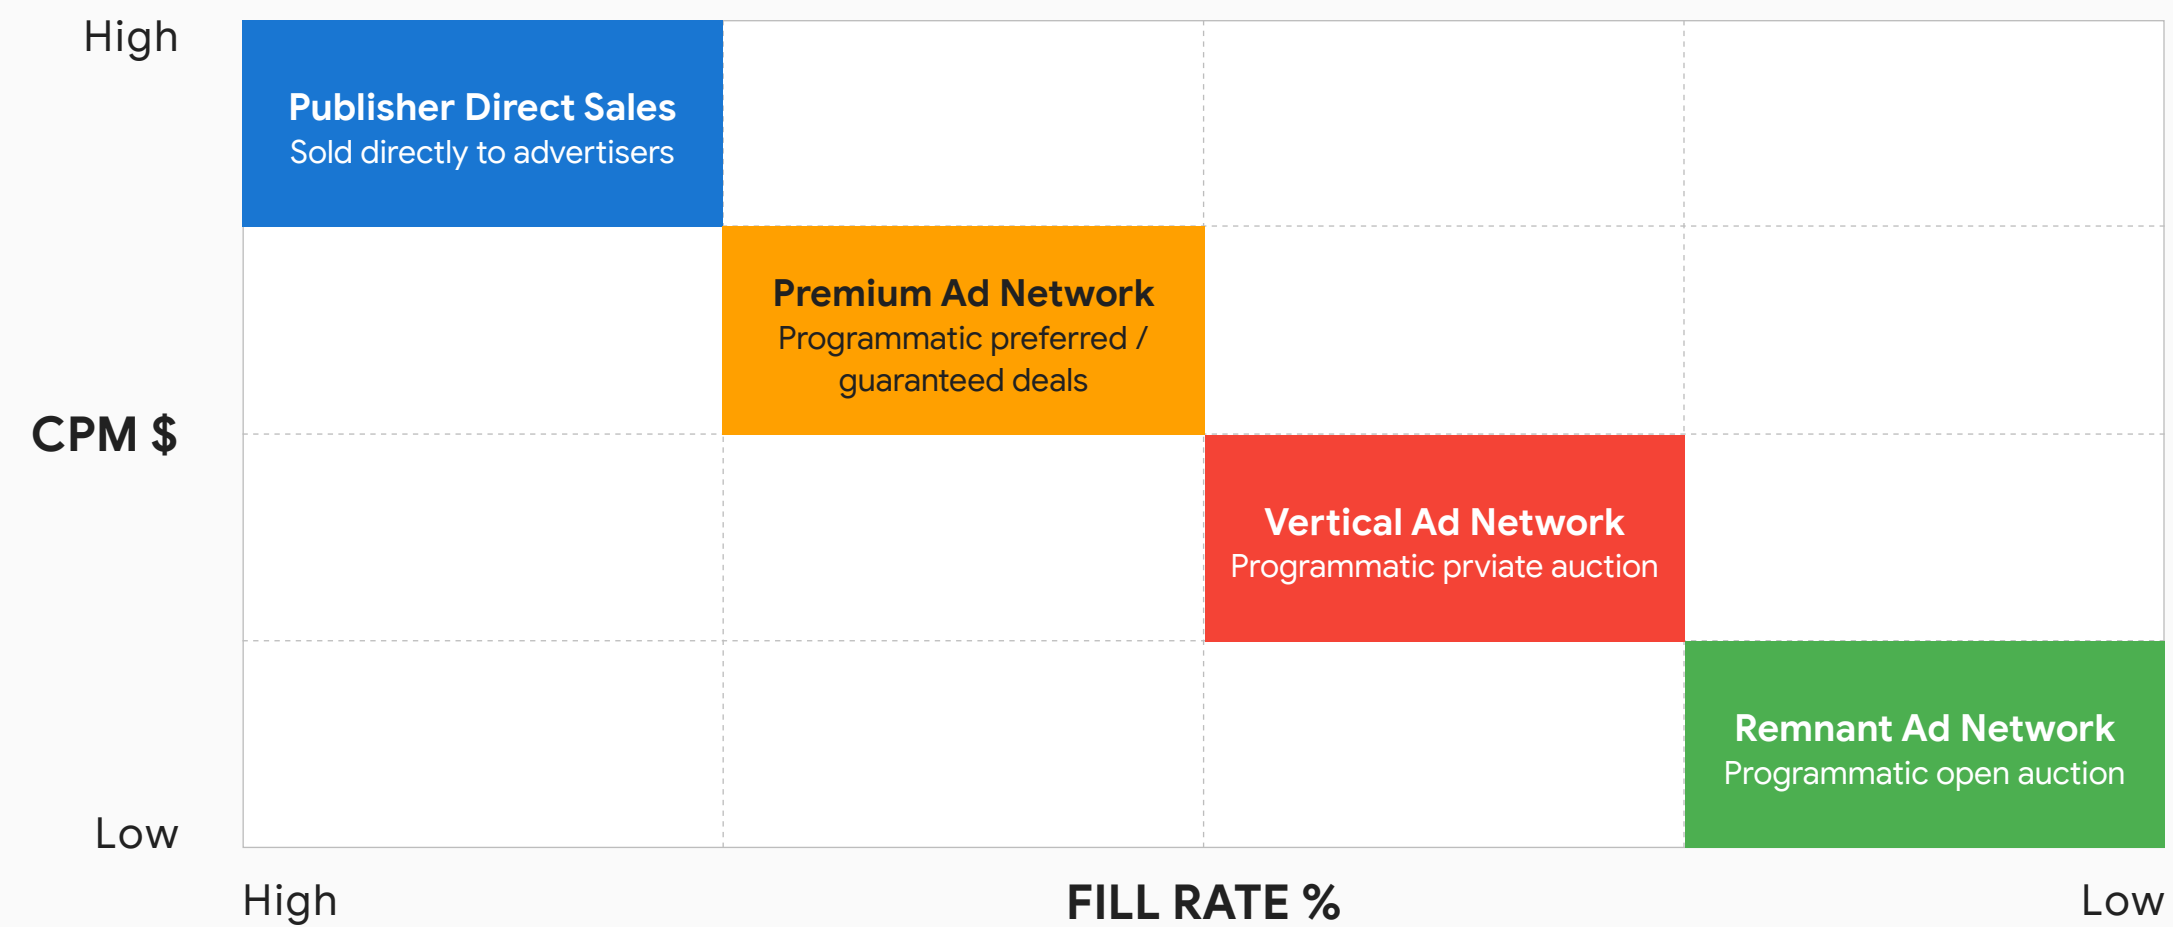 High
Publisher Direct Sales
Sold directly to advertisers
Premium Ad Network
Programmatic preferred /
guaranteed deals
CPM $
Vertical Ad Network
Programmatic prviate auction
Remnant Ad Network
Programmatic open auction
Low
High
FILL RATE %
Low